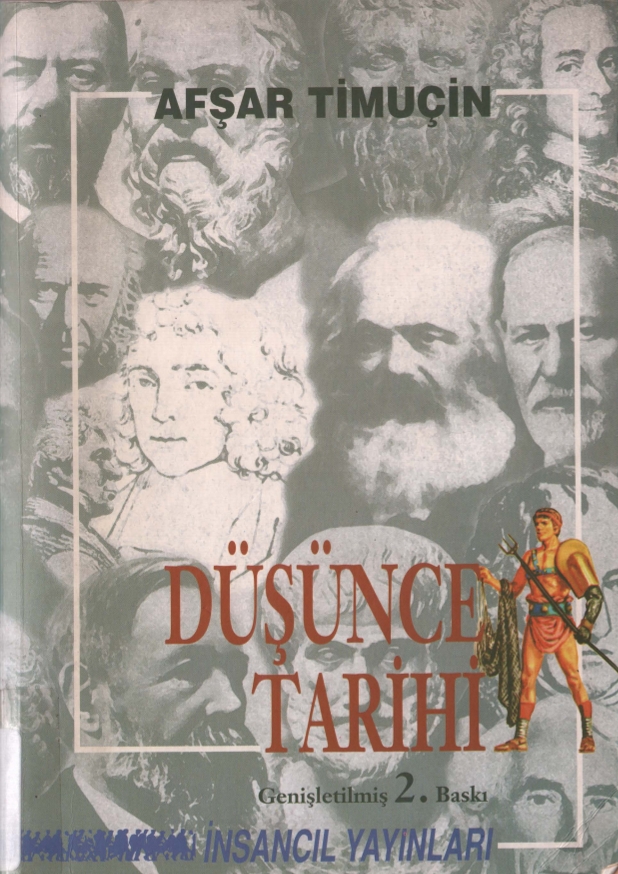 AFŞAR TİMUÇİN
DÜŞÜNCE
TARİHİ
Genişletilmiş 2. Baskı
İNSANCIL YAYINLARI